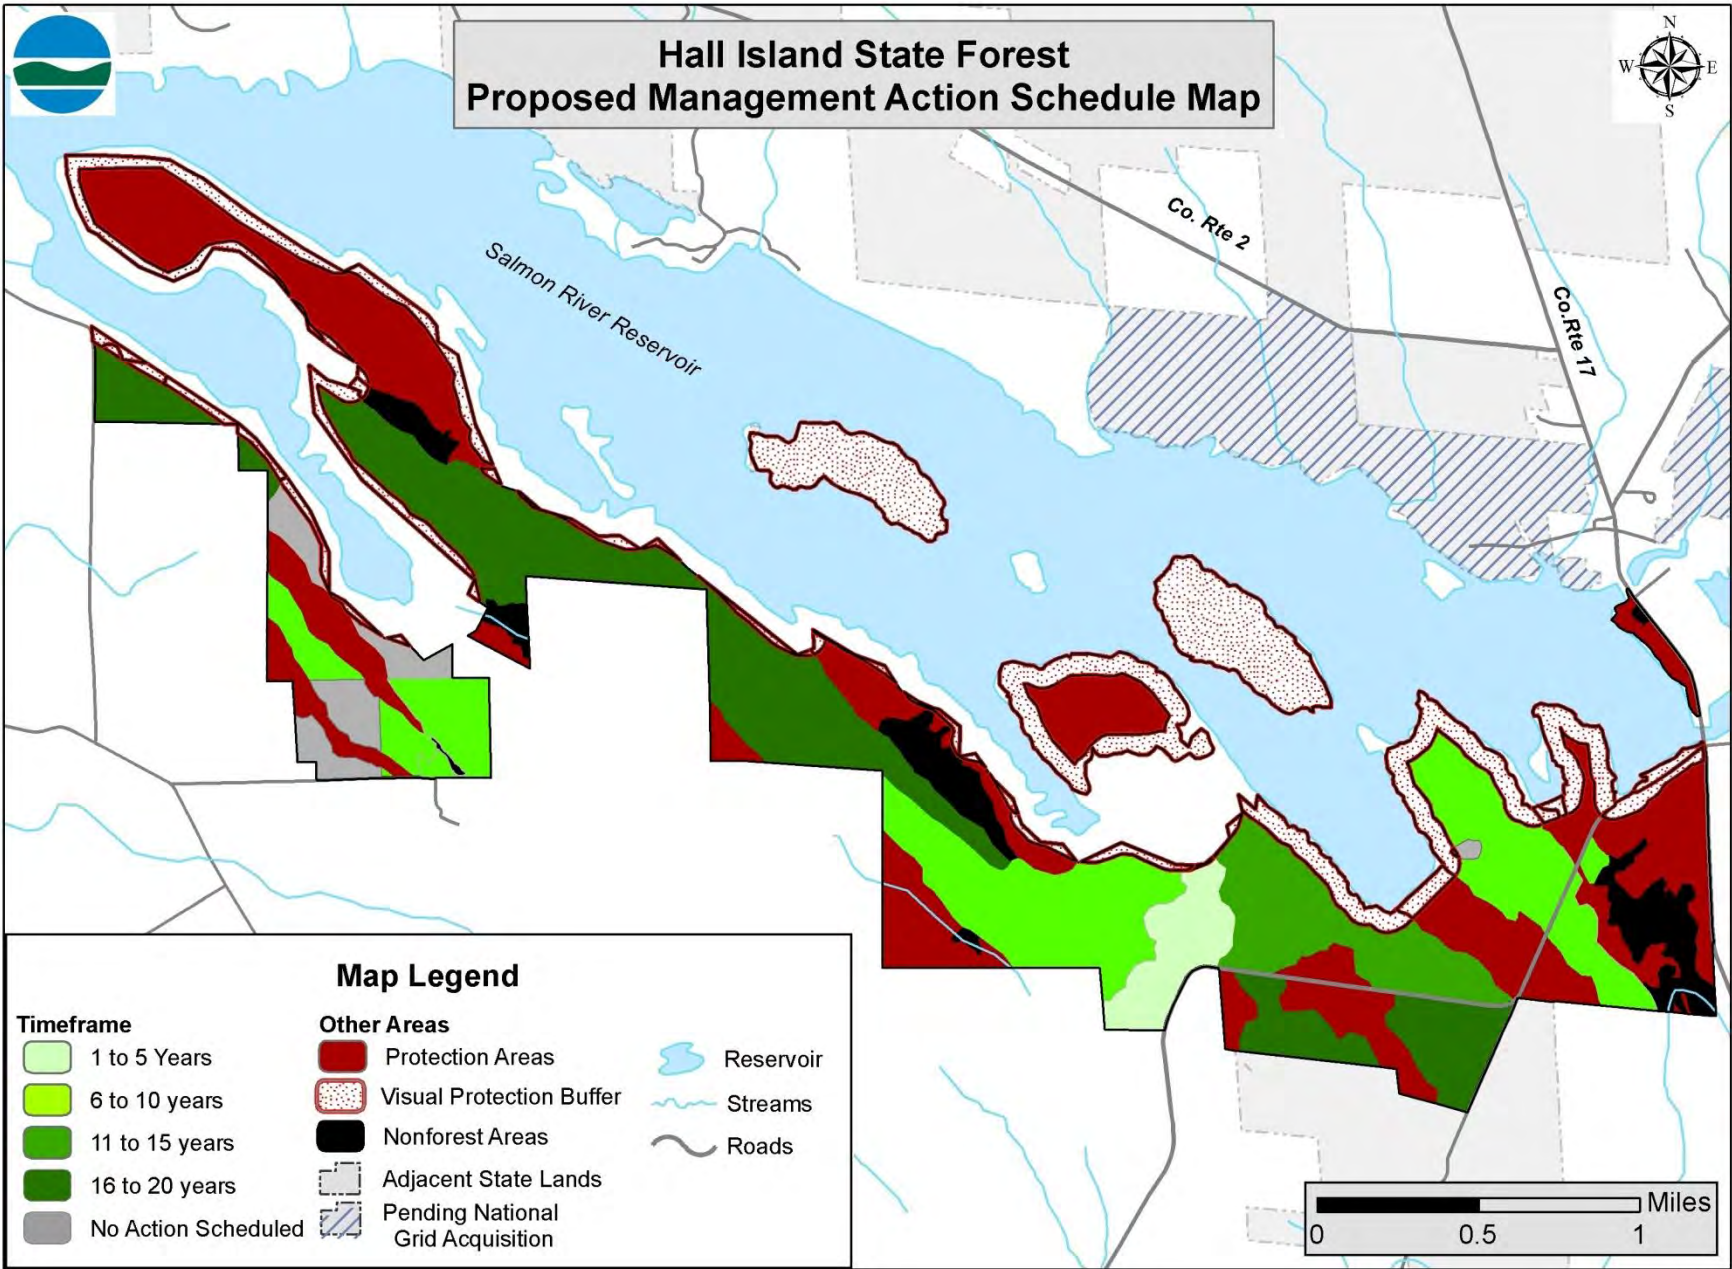 Hall Island State Forest
Proposed Management Action Schedule Map
N
W E
S
Co. Rte 2
Salmon River Reservoir
Co.Rte 17
Map Legend
Timeframe
1 to 5 Years
6 to 10 years
11 to 15 years
16 to 20 years
No Action Scheduled
Other Areas
Protection Areas
Visual Protection Buffer
Nonforest Areas
Adjacent State Lands
Pending National
Grid Acquisition
Reservoir
Streams
Roads
Miles
0 0.5 1